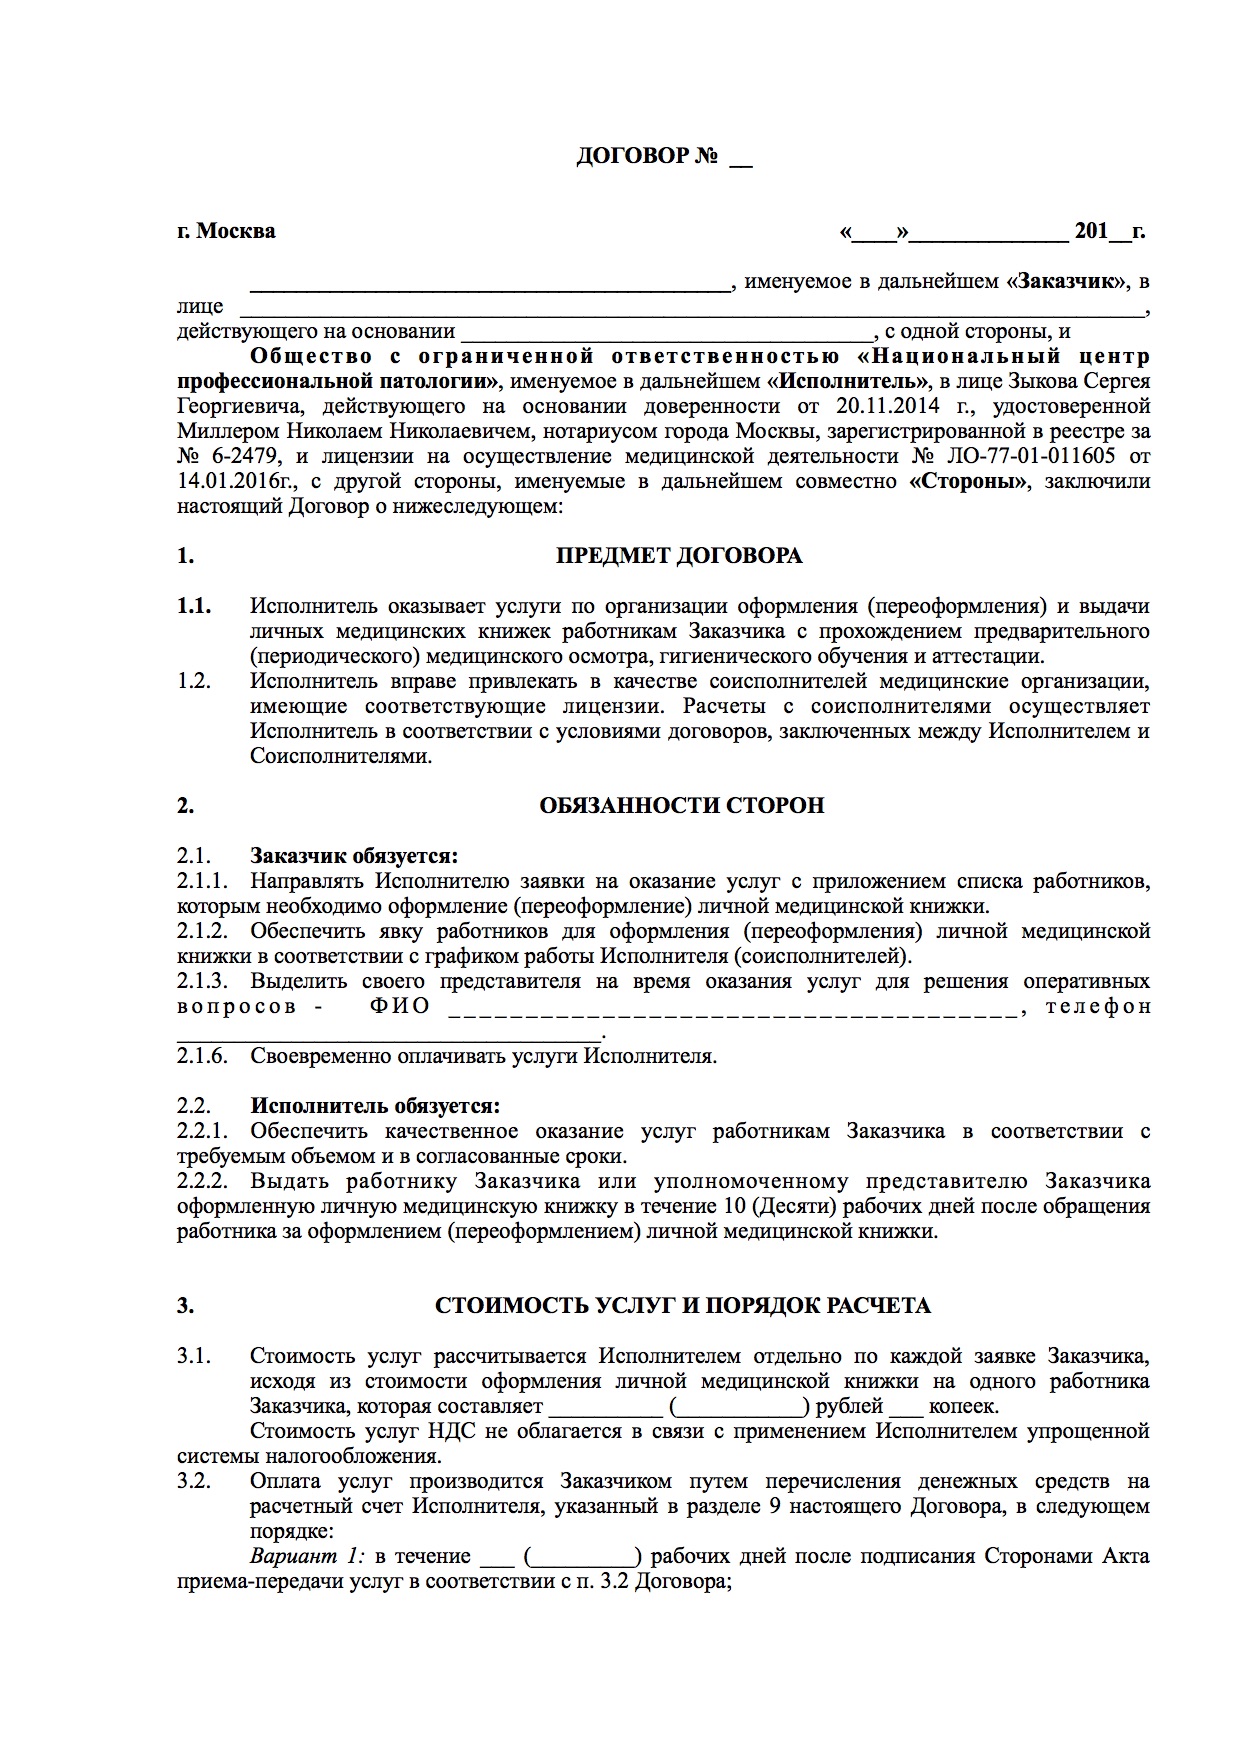 ДОГОВОР № __
г. Москва «____»______________ 201__г.
__________________________________________, именуемое в дальнейшем «Заказчик», в
лице _______________________________________________________________________________,
действующего на основании ____________________________________, с одной стороны, и
Общество с ограниченной ответственностью «Национальный центр
профессиональной патологии», именуемое в дальнейшем «Исполнитель», в лице Зыкова Сергея
Георгиевича, действующего на основании доверенности от 20.11.2014 г., удостоверенной
Миллером Николаем Николаевичем, нотариусом города Москвы, зарегистрированной в реестре за
№ 6-2479, и лицензии на осуществление медицинской деятельности № ЛО-77-01-011605 от
14.01.2016г., с другой стороны, именуемые в дальнейшем совместно «Стороны», заключили
настоящий Договор о нижеследующем:
1. ПРЕДМЕТ ДОГОВОРА
1.1. Исполнитель оказывает услуги по организации оформления (переоформления) и выдачи
личных медицинских книжек работникам Заказчика с прохождением предварительного
(периодического) медицинского осмотра, гигиенического обучения и аттестации.
1.2. Исполнитель вправе привлекать в качестве соисполнителей медицинские организации,
имеющие соответствующие лицензии. Расчеты с соисполнителями осуществляет
Исполнитель в соответствии с условиями договоров, заключенных между Исполнителем и
Соисполнителями.
2. ОБЯЗАННОСТИ СТОРОН
2.1. Заказчик обязуется:
2.1.1. Направлять Исполнителю заявки на оказание услуг с приложением списка работников,
которым необходимо оформление (переоформление) личной медицинской книжки.
2.1.2. Обеспечить явку работников для оформления (переоформления) личной медицинской
книжки в соответствии с графиком работы Исполнителя (соисполнителей).
2.1.3. Выделить своего представителя на время оказания услуг для решения оперативных
вопросов - ФИО _____________________________________, телефон
_____________________________________.
2.1.6. Своевременно оплачивать услуги Исполнителя.
2.2. Исполнитель обязуется:
2.2.1. Обеспечить качественное оказание услуг работникам Заказчика в соответствии с
требуемым объемом и в согласованные сроки.
2.2.2. Выдать работнику Заказчика или уполномоченному представителю Заказчика
оформленную личную медицинскую книжку в течение 10 (Десяти) рабочих дней после обращения
работника за оформлением (переоформлением) личной медицинской книжки.
3. СТОИМОСТЬ УСЛУГ И ПОРЯДОК РАСЧЕТА
3.1. Стоимость услуг рассчитывается Исполнителем отдельно по каждой заявке Заказчика,
исходя из стоимости оформления личной медицинской книжки на одного работника
Заказчика, которая составляет __________ (___________) рублей ___ копеек.
Стоимость услуг НДС не облагается в связи с применением Исполнителем упрощенной
системы налогообложения.
3.2. Оплата услуг производится Заказчиком путем перечисления денежных средств на
расчетный счет Исполнителя, указанный в разделе 9 настоящего Договора, в следующем
порядке:
Вариант 1: в течение ___ (_________) рабочих дней после подписания Сторонами Акта
приема-передачи услуг в соответствии с п. 3.2 Договора;